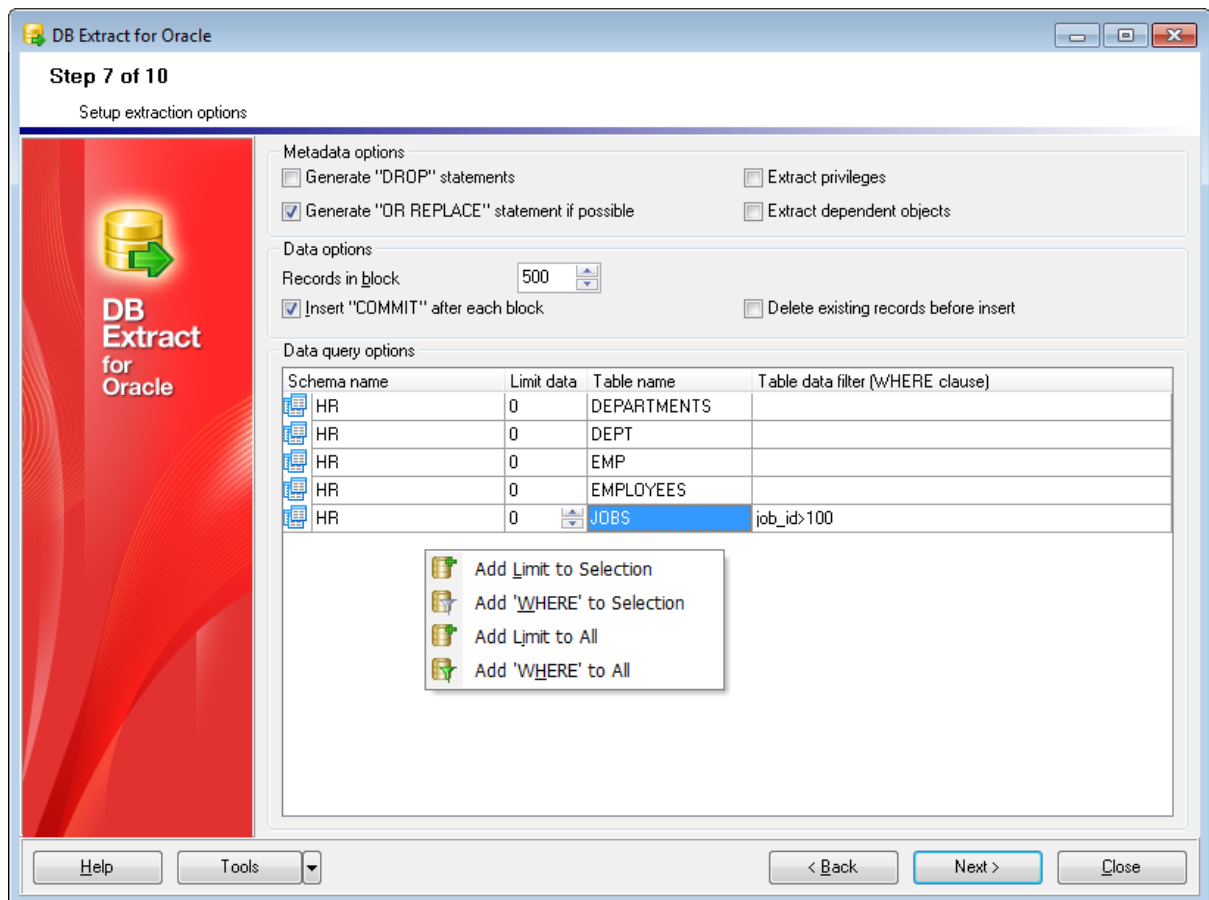 DB Extract for Oracle
Step 7 of 10
Setup extraction options
DB
Extract
for
Oracle
Metadata options
Generate "DROP" statements
Extract privileges
Generate "OR REPLACE" statement if possible
Extract dependent objects
Data options
Records in block 500
Insert "COMMIT" after each block
Delete existing records before insert
Data query options
Schema name Limit data Table name Table data filter (WHERE clause)
HR 0 DEPARTMENTS
HR 0 DEPT
HR 0 EMP
HR 0 EMPLOYEES
HR 0 JOBS job_id>100
Add Limit to Selection
Add 'WHERE' to Selection
Add Limit to All
Add 'WHERE' to All
Help Tools < Back Next > Close